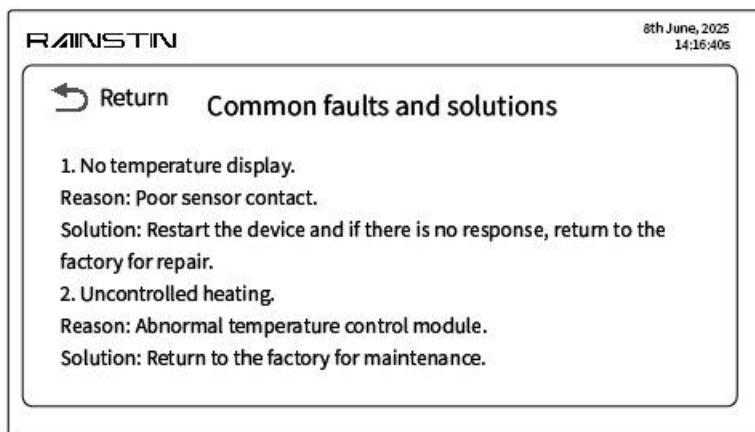 RAINSTIN
8th June, 2025
14:16:40s
Return
Common faults and solutions
1. No temperature display.
Reason: Poor sensor contact.
Solution: Restart the device and if there is no response, return to the
factory for repair.
2. Uncontrolled heating.
Reason: Abnormal temperature control module.
Solution: Return to the factory for maintenance.